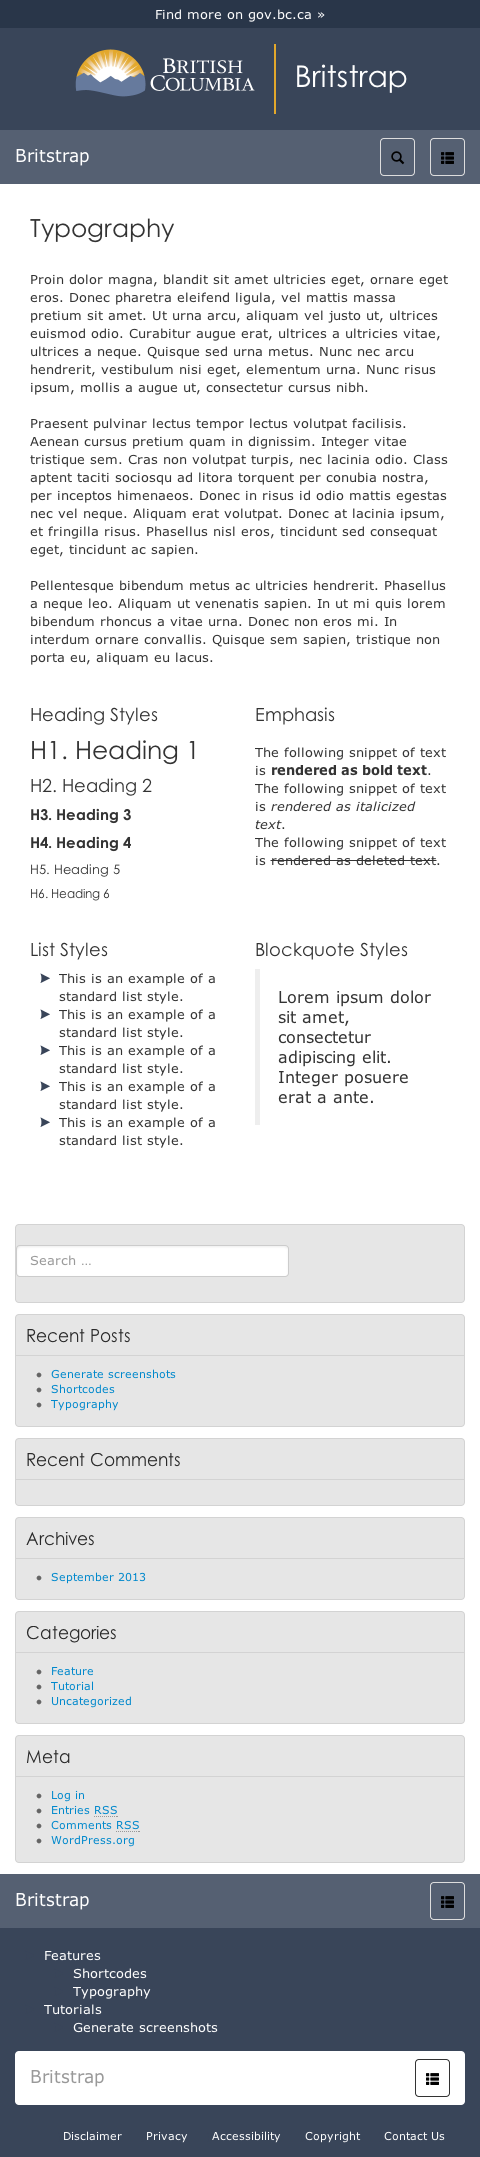 Find more on gov.bc.ca »
BRITISH
COLUMBIA
Britstrap
Britstrap
Typography
Proin dolor magna, blandit sit amet ultricies eget, ornare eget
eros. Donec pharetra eleifend ligula, vel mattis massa
pretium sit amet. Ut urna arcu, aliquam vel justo ut, ultrices
euismod odio. Curabitur augue erat, ultrices a ultricies vitae,
ultrices a neque. Quisque sed urna metus. Nunc nec arcu
hendrerit, vestibulum nisi eget, elementum urna. Nunc risus
ipsum, mollis a augue ut, consectetur cursus nibh.
Praesent pulvinar lectus tempor lectus volutpat facilisis.
Aenean cursus pretium quam in dignissim. Integer vitae
tristique sem. Cras non volutpat turpis, nec lacinia odio. Class
aptent taciti sociosqu ad litora torquent per conubia nostra,
per inceptos himenaeos. Donec in risus id odio mattis egestas
nec vel neque. Aliquam erat volutpat. Donec at lacinia ipsum,
et fringilla risus. Phasellus nisl eros, tincidunt sed consequat
eget, tincidunt ac sapien.
Pellentesque bibendum metus ac ultricies hendrerit. Phasellus
a neque leo. Aliquam ut venenatis sapien. In ut mi quis lorem
bibendum rhoncus a vitae urna. Donec non eros mi. In
interdum ornare convallis. Quisque sem sapien, tristique non
porta eu, aliquam eu lacus.
Heading Styles
H1. Heading 1
H2. Heading 2
H3. Heading 3
H4. Heading 4
H5. Heading 5
H6. Heading 6
Emphasis
The following snippet of text
is rendered as bold text.
The following snippet of text
is rendered as italicized
text.
The following snippet of text
is rendered as deleted text.
List Styles
This is an example of a
standard list style.
This is an example of a
standard list style.
This is an example of a
standard list style.
This is an example of a
standard list style.
This is an example of a
standard list style.
Blockquote Styles
Lorem ipsum dolor
sit amet,
consectetur
adipiscing elit.
Integer posuere
erat a ante.
Search ...
Recent Posts
Generate screenshots
Shortcodes
Typography
Recent Comments
Archives
September 2013
Categories
Feature
Tutorial
Uncategorized
Meta
Log in
Entries RSS
Comments RSS
WordPress.org
Britstrap
Features
Shortcodes
Typography
Tutorials
Generate screenshots
Britstrap
Disclaimer Privacy Accessibility Copyright Contact Us